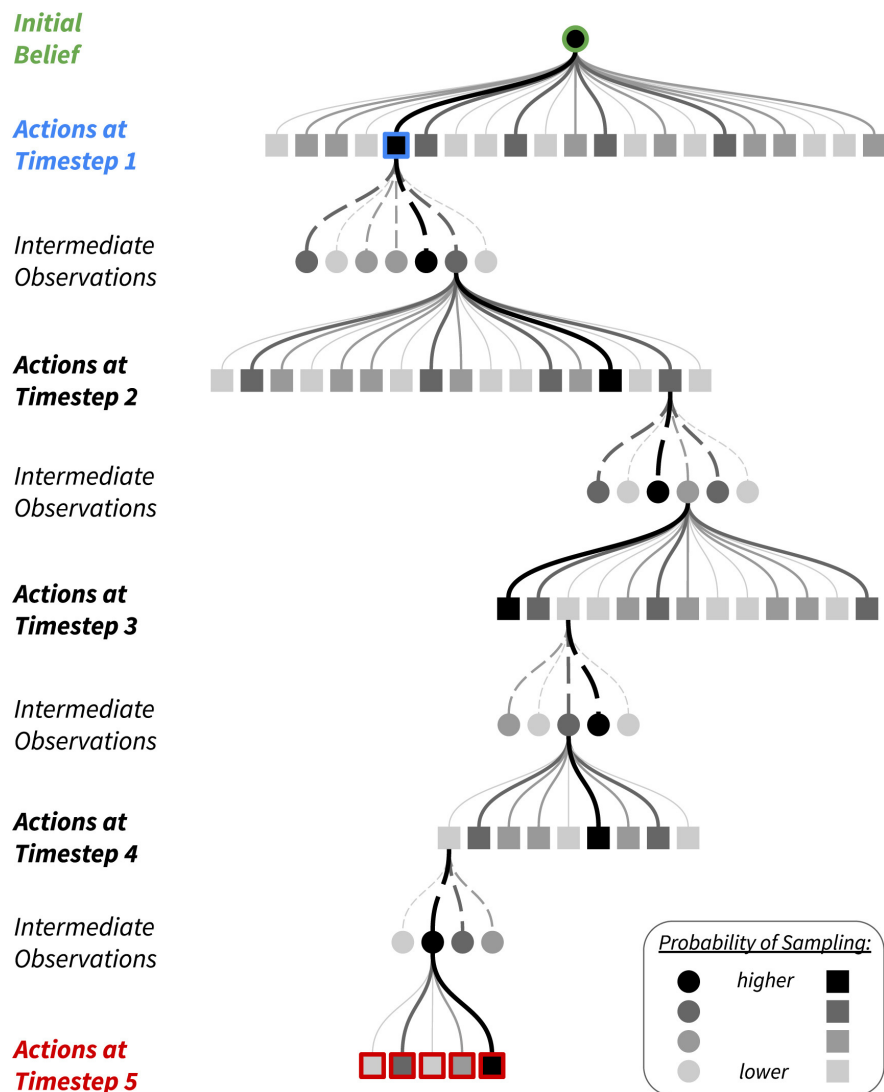 Initial
Belief
Actions at
Timestep 1
Intermediate
Observations
Actions at
Timestep 2
Intermediate
Observations
Actions at
Timestep 3
Intermediate
Observations
Actions at
Timestep 4
Intermediate
Observations
Actions at
Timestep 5
Probability of Sampling:
higher
lower